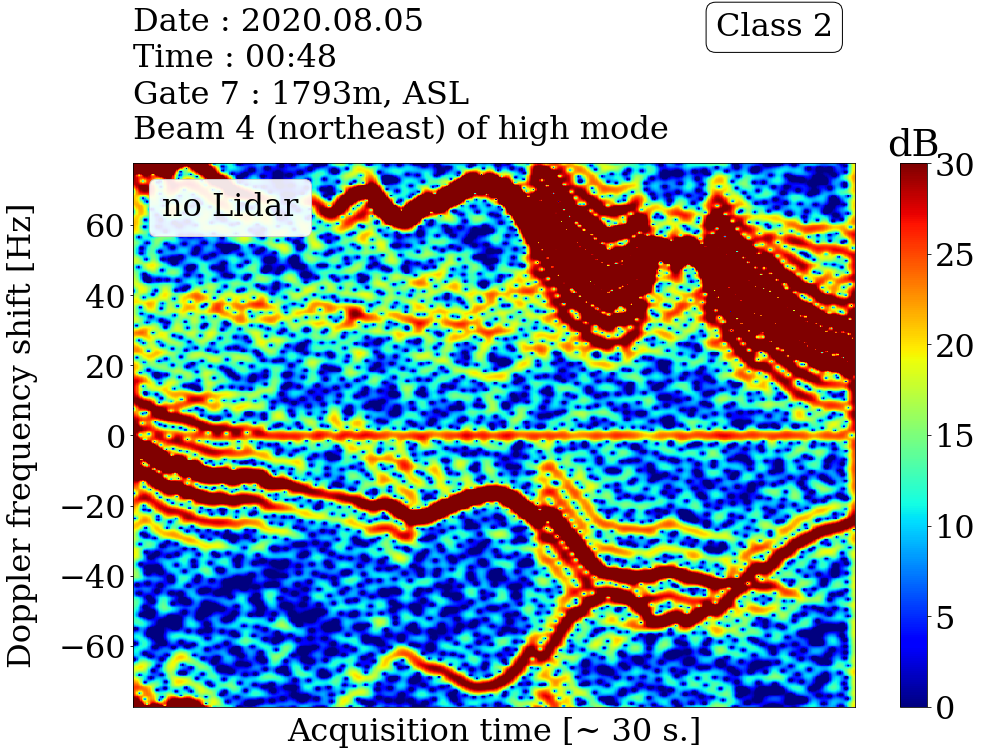 Date : 2020.08.05
Time : 00:48
Gate 7 : 1793m, ASL
Beam 4 (northeast) of high mode
Class 2
dB
no Lidar
Doppler frequency shift [Hz]
60
40
20
0
−20
−40
−60
30
25
20
15
10
5
0
Acquisition time [~ 30 s.]